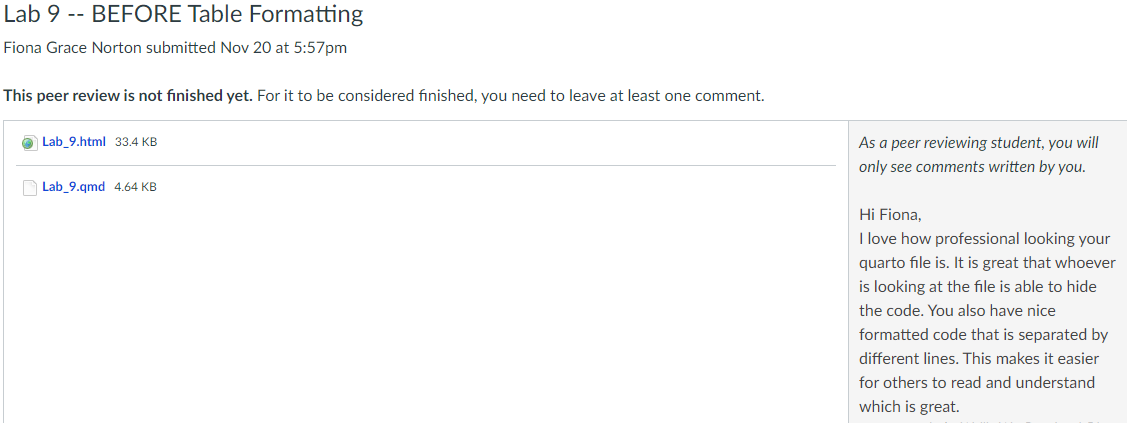 Lab 9 -- BEFORE Table Formatting
Fiona Grace Norton submitted Nov 20 at 5:57pm
This peer review is not finished yet. For it to be considered finished, you need to leave at least one comment.
Lab_9.html 33.4 KB
Lab_9.qmd 4.64 KB
As a peer reviewing student, you will
only see comments written by you.
Hi Fiona,
I love how professional looking your
quarto file is. It is great that whoever
is looking at the file is able to hide
the code. You also have nice
formatted code that is separated by
different lines. This makes it easier
for others to read and understand
which is great.